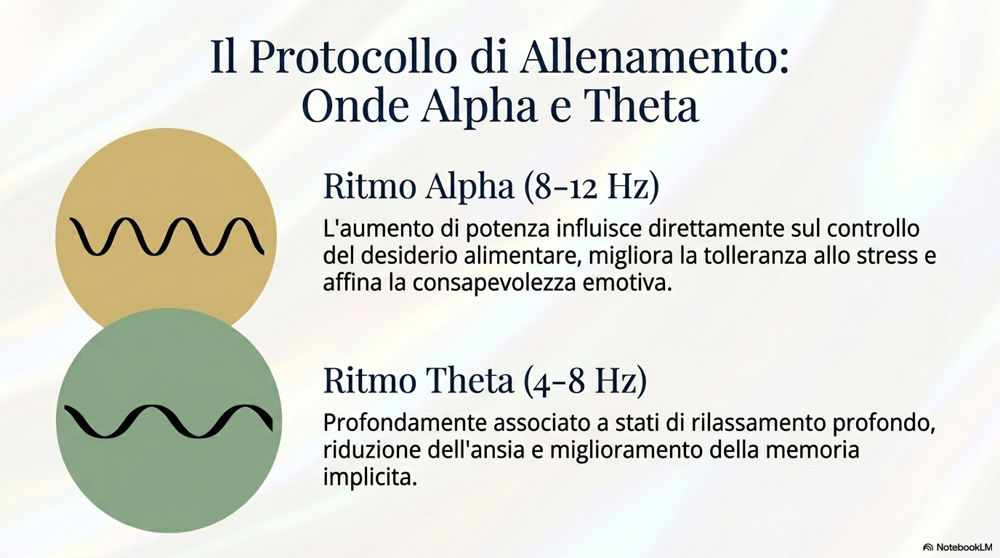 Il Protocollo di Allenamento:
Onde Alpha e Theta
Ritmo Alpha (8–12 Hz)
L'aumento di potenza influisce direttamente sul controllo
del desiderio alimentare, migliora la tolleranza allo stress e
affina la consapevolezza emotiva.
Ritmo Theta (4–8 Hz)
Profondamente associato a stati di rilassamento profondo,
riduzione dell'ansia e miglioramento della memoria
implicita.
NotebookLM